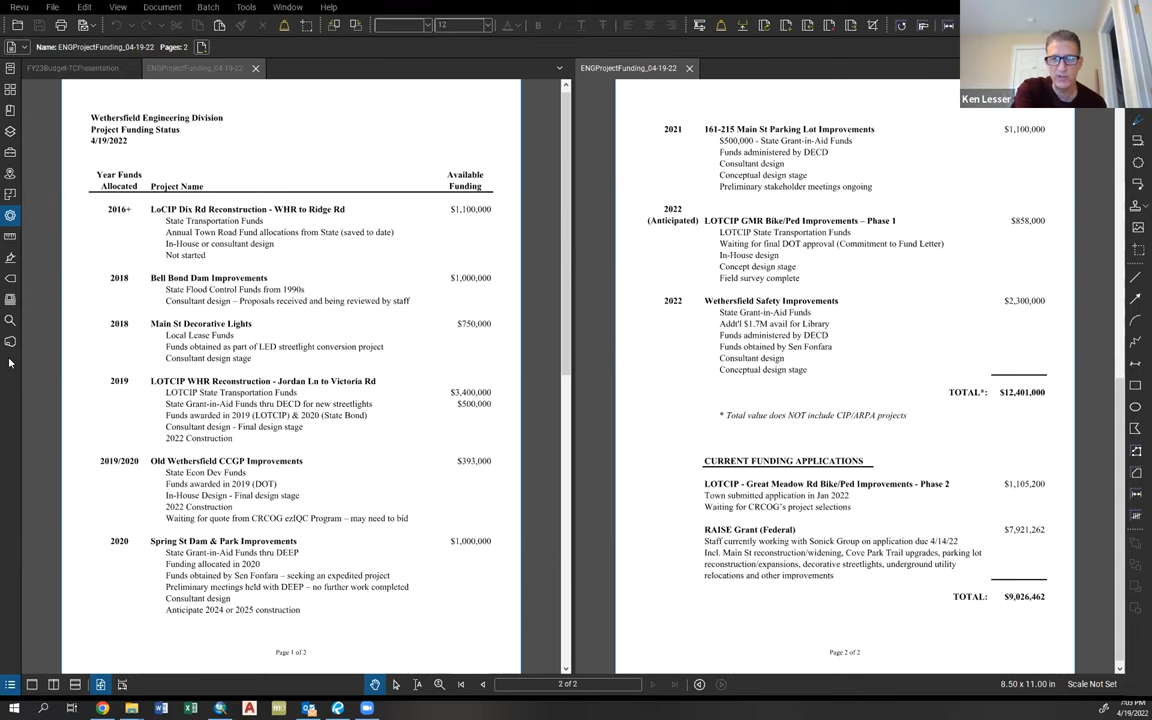 Revu File Edit View Document Batch Tools Window Help
12
Name: ENGProjectFunding_04-19-22 Pages: 2
FY23Budget-TCPresentation
ENGProjectFunding_04-19-22
ENGProjectFunding_04-19-22
Ken Lesser
Wethersfield Engineering Division
Project Funding Status
4/19/2022
Year Funds Available
Allocated Project Name Funding
2016+ LoCIP Dix Rd Reconstruction - WHR to Ridge Rd $1,100,000
State Transportation Funds
Annual Town Road Fund allocations from State (saved to date)
In-House or consultant design
Not started
2018 Bell Bond Dam Improvements $1,000,000
State Flood Control Funds from 1990s
Consultant design – Proposals received and being reviewed by staff
2018 Main St Decorative Lights $750,000
Local Lease Funds
Funds obtained as part of LED streetlight conversion project
Consultant design stage
2019 LOTCIP WHR Reconstruction - Jordan Ln to Victoria Rd
LOTCIP State Transportation Funds $3,400,000
State Grant-in-Aid Funds thru DECD for new streetlights $500,000
Funds awarded in 2019 (LOTCIP) & 2020 (State Bond)
Consultant design - Final design stage
2022 Construction
2019/2020 Old Wethersfield CCGP Improvements $393,000
State Econ Dev Funds
Funds awarded in 2019 (DOT)
In-House Design - Final design stage
2022 Construction
Waiting for quote from CRCOG ezIQC Program – may need to bid
2020 Spring St Dam & Park Improvements $1,000,000
State Grant-in-Aid Funds thru DEEP
Funding allocated in 2020
Funds obtained by Sen Fonfara – seeking an expedited project
Preliminary meetings held with DEEP – no further work completed
Consultant design
Anticipate 2024 or 2025 construction
Page 1 of 2
2021 161-215 Main St Parking Lot Improvements $1,100,000
$500,000 - State Grant-in-Aid Funds
Funds administered by DECD
Consultant design
Conceptual design stage
Preliminary stakeholder meetings ongoing
2022
(Anticipated) LOTCIP GMR Bike/Ped Improvements – Phase 1 $858,000
LOTCIP State Transportation Funds
Waiting for final DOT approval (Commitment to Fund Letter)
In-House design
Concept design stage
Field survey complete
2022 Wethersfield Safety Improvements $2,300,000
State Grant-in-Aid Funds
Addt'l $1.7M avail for Library
Funds administered by DECD
Funds obtained by Sen Fonfara
Consultant design
Conceptual design stage
TOTAL*: $12,401,000
* Total value does NOT include CIP/ARPA projects
CURRENT FUNDING APPLICATIONS
LOTCIP - Great Meadow Rd Bike/Ped Improvements - Phase 2 $1,105,200
Town submitted application in Jan 2022
Waiting for CRCOG's project selections
RAISE Grant (Federal) $7,921,262
Staff currently working with Sonick Group on application due 4/14/22
Incl. Main St reconstruction/widening, Cove Park Trail upgrades, parking lot
reconstruction/expansions, decorative streetlights, underground utility
relocations and other improvements
TOTAL: $9,026,462
Page 2 of 2
2 of 2
8.50 x 11.00 in Scale Not Set
7:03 PM
4/19/2022